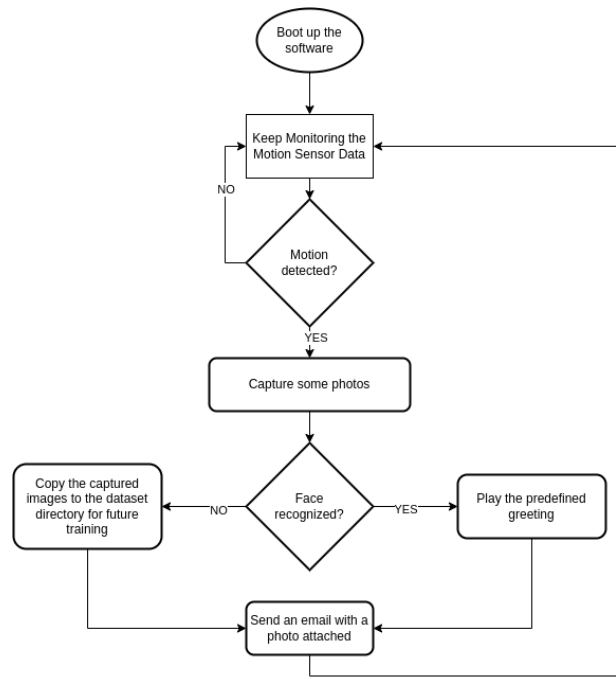 Boot up the
software
Keep Monitoring the
Motion Sensor Data
NO
Motion
detected?
YES
Capture some photos
Copy the captured
images to the dataset
directory for future
training
NO
Face
recognized?
YES
Play the predefined
greeting
Send an email with a
photo attached